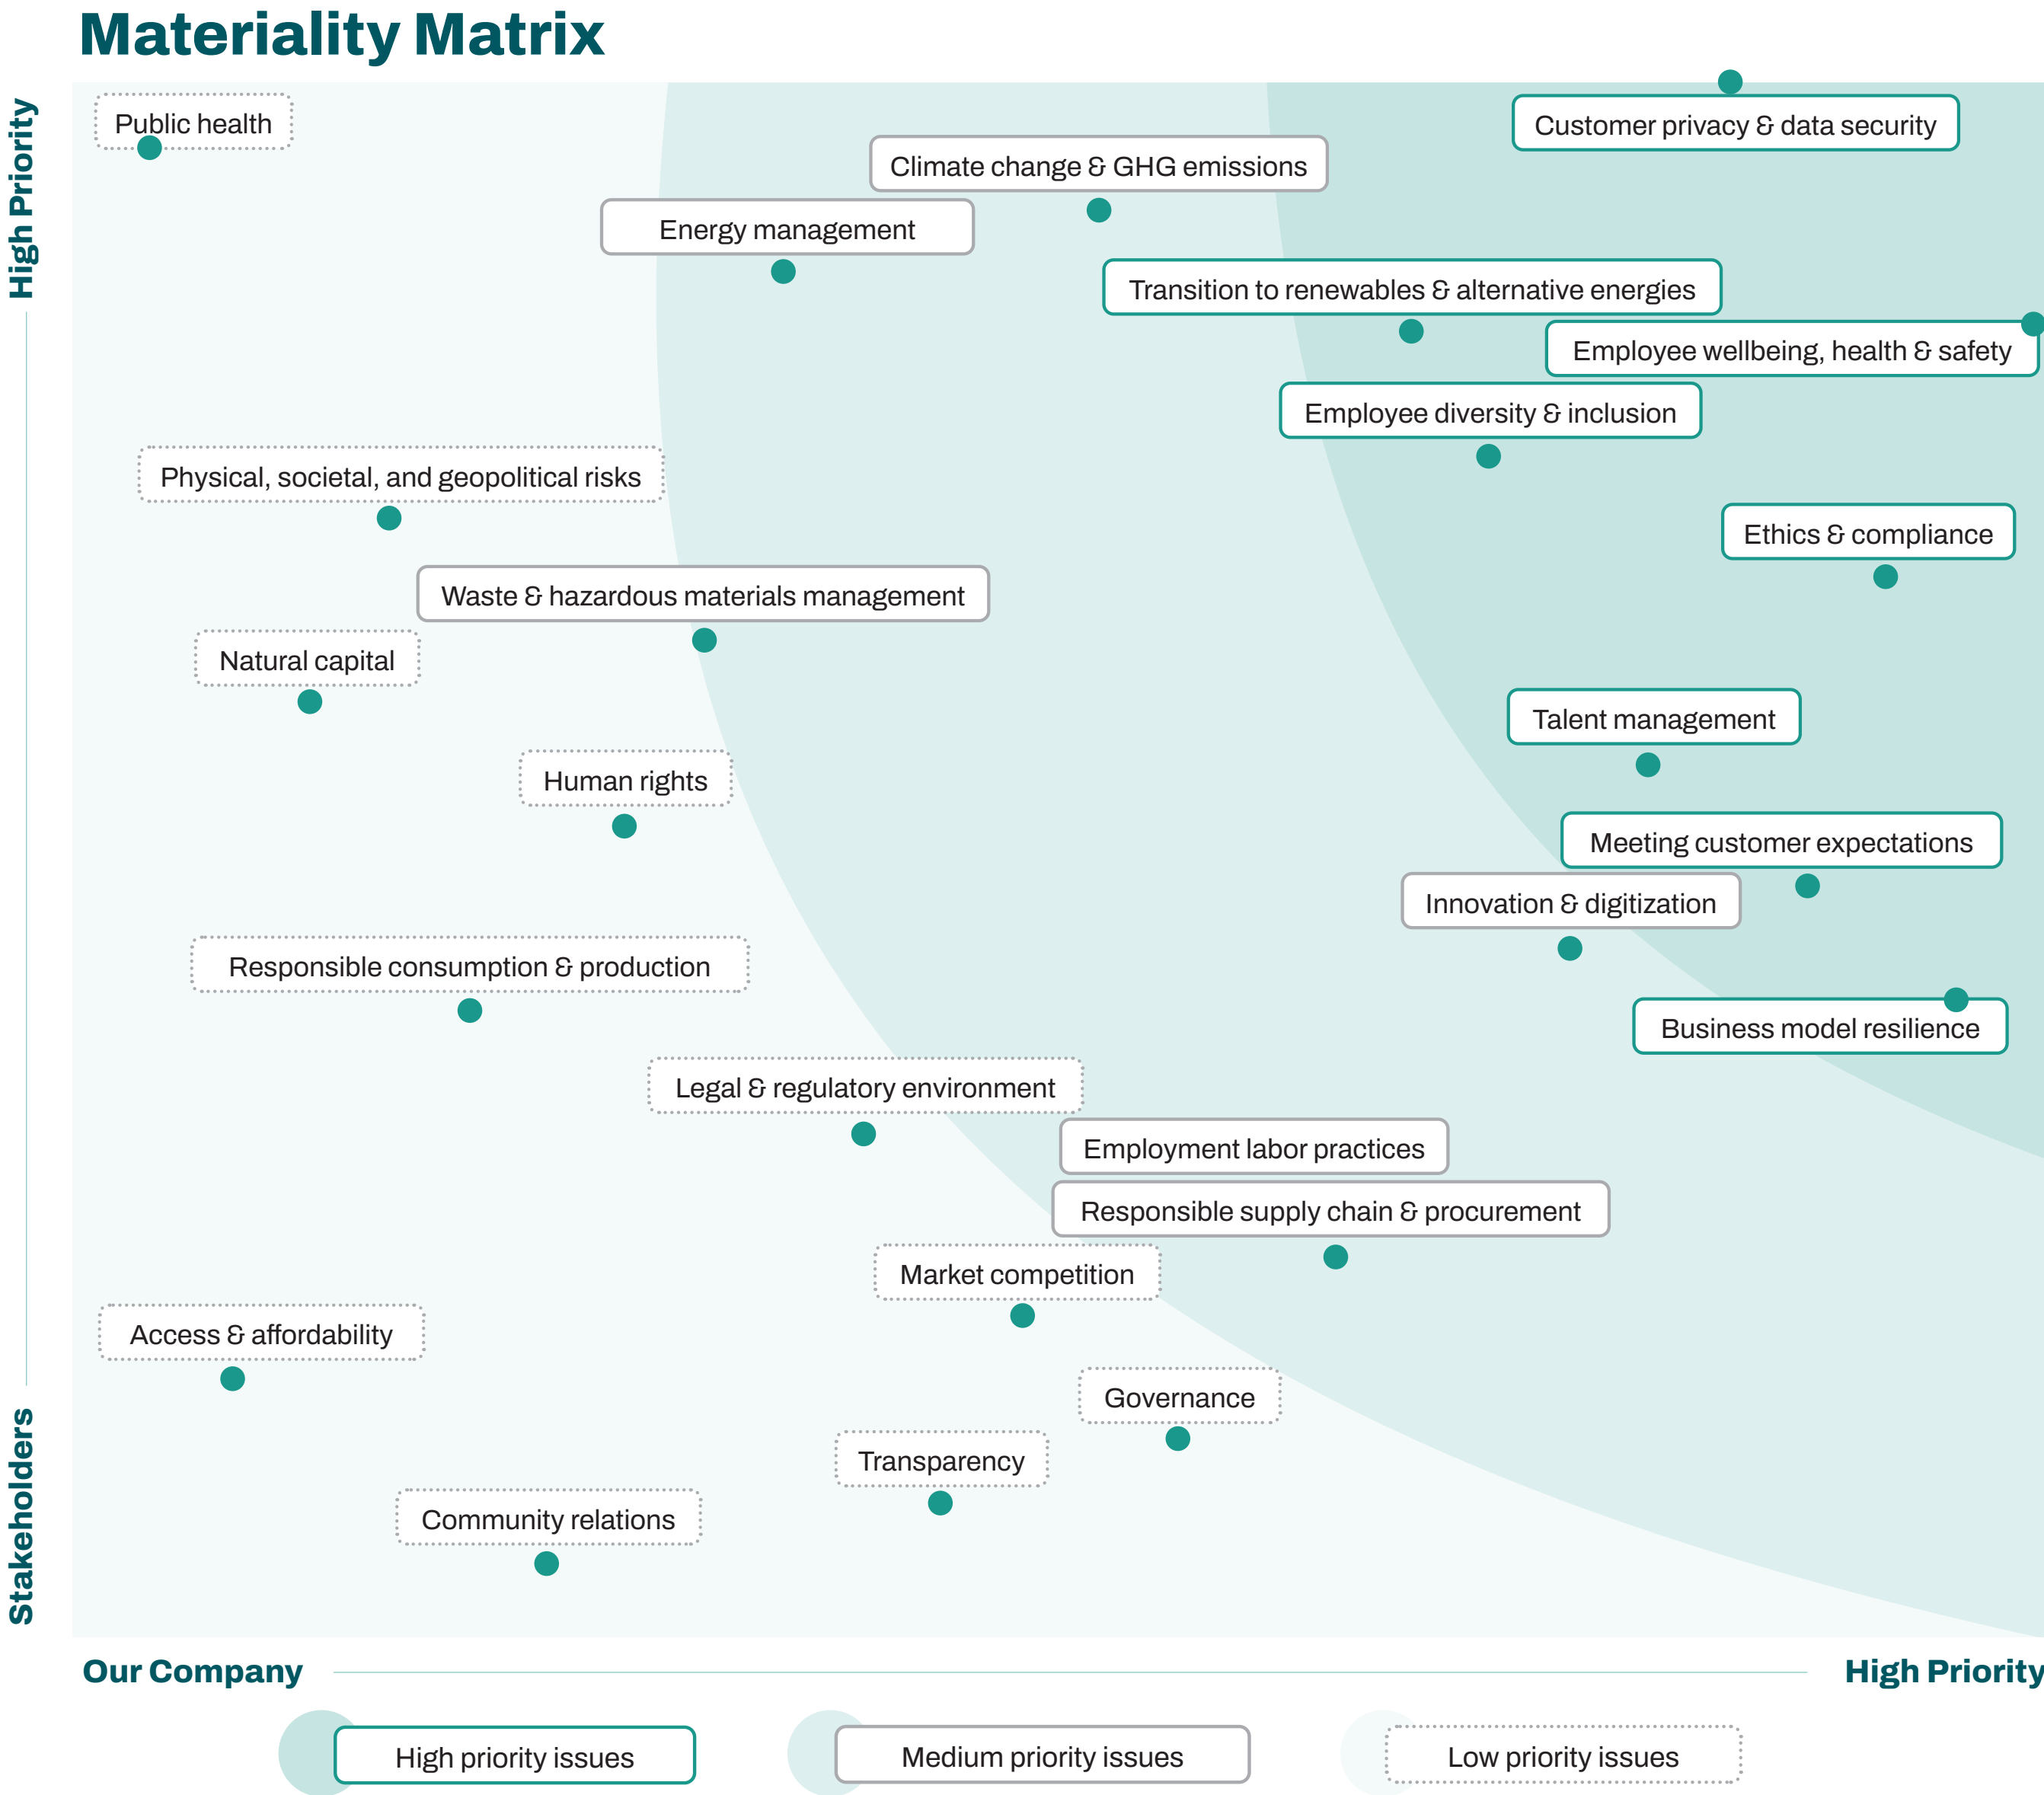 Materiality Matrix
High Priority
Public health
Customer privacy & data security
Climate change & GHG emissions
Energy management
Transition to renewables & alternative energies
Employee wellbeing, health & safety
Employee diversity & inclusion
Physical, societal, and geopolitical risks
Ethics & compliance
Waste & hazardous materials management
Natural capital
Talent management
Human rights
Meeting customer expectations
Innovation & digitization
Responsible consumption & production
Business model resilience
Legal & regulatory environment
Employment labor practices
Responsible supply chain & procurement
Market competition
Access & affordability
Governance
Transparency
Community relations
Stakeholders
Our Company
High Priority
High priority issues
Medium priority issues
Low priority issues